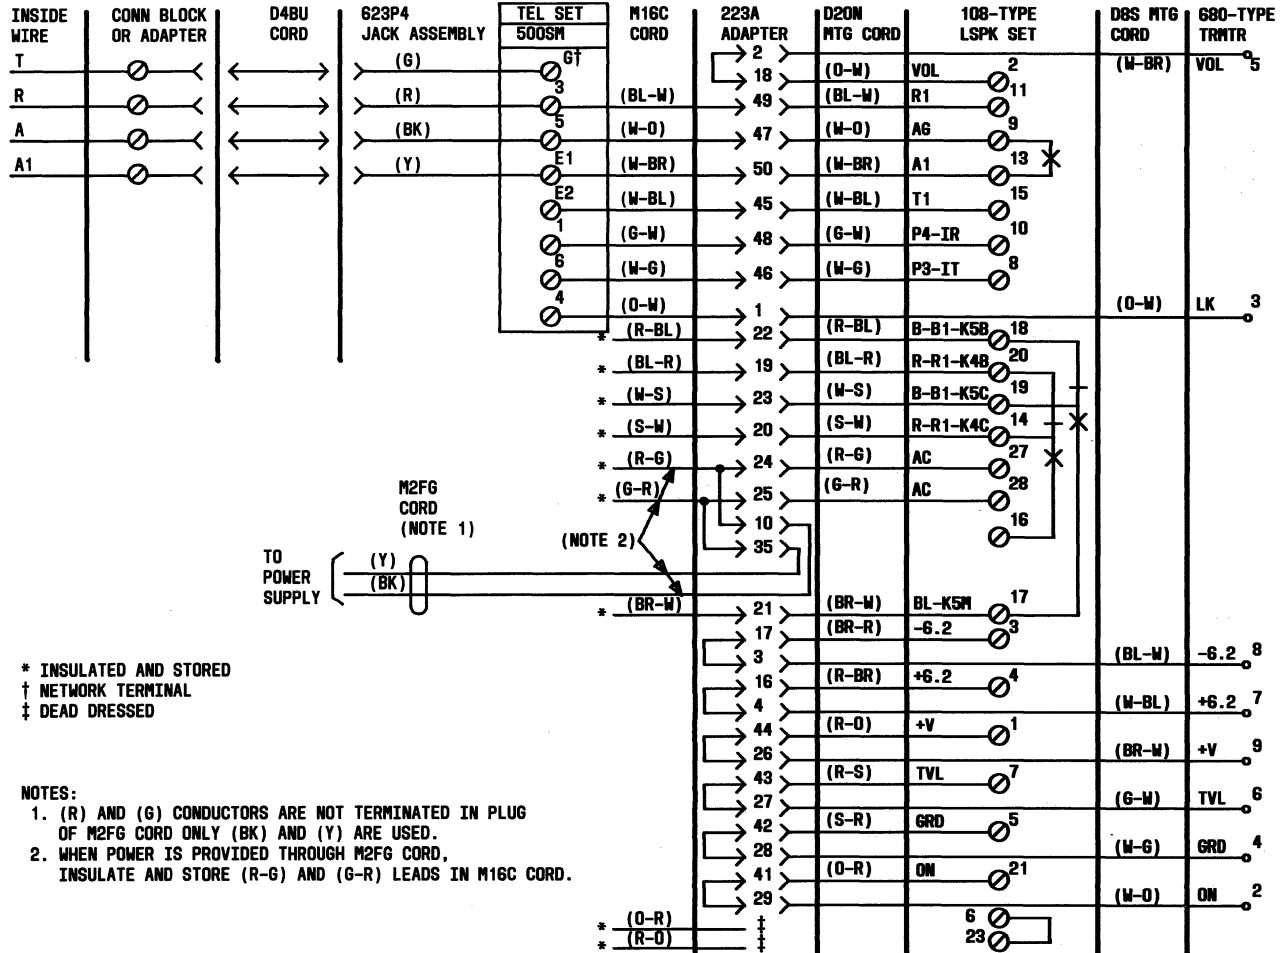 INSIDE WIRE CONN BLOCK OR ADAPTER D4BU CORD 623P4 JACK ASSEMBLY TEL SET 500SM M16C CORD 223A ADAPTER D20N MTG CORD 108-TYPE LSPK SET D8S MTG CORD 680-TYPE TRMTR
T (G) G† 2 (W-BR) VOL 5
18 (O-W) VOL 2
R (R) 3 (BL-W) 49 (BL-W) R1 11
A (BK) 5 (W-O) 47 (W-O) AG 9
A1 (Y) E1 (W-BR) 50 (W-BR) A1 13
E2 (W-BL) 45 (W-BL) T1 15
1 (G-W) 48 (G-W) P4-IR 10
6 (W-G) 46 (W-G) P3-IT 8
4 (O-W) 1 (O-W) LK 3
* (R-BL) 22 (R-BL) B-B1-K5B 18
* (BL-R) 19 (BL-R) R-R1-K4B 20
* (W-S) 23 (W-S) B-B1-K5C 19
* (S-W) 20 (S-W) R-R1-K4C 14
* (R-G) 24 (R-G) AC 27
* (G-R) 25 (G-R) AC 28
M2FG
CORD
(NOTE 1)
10 16
(NOTE 2) 35
TO
POWER
SUPPLY
(Y)
(BK)
* (BR-W) 21 (BR-W) BL-K5M 17
17 (BR-R) -6.2 3
3 (BL-W) -6.2 8
16 (R-BR) +6.2 4
4 (W-BL) +6.2 7
44 (R-O) +V 1
26 (BR-W) +V 9
43 (R-S) TVL 7
27 (G-W) TVL 6
42 (S-R) GRD 5
28 (W-G) GRD 4
41 (O-R) ON 21
29 (W-O) ON 2
* (O-R) ‡ 6
* (R-O) ‡ 23
* INSULATED AND STORED
† NETWORK TERMINAL
‡ DEAD DRESSED
NOTES:
1. (R) AND (G) CONDUCTORS ARE NOT TERMINATED IN PLUG
OF M2FG CORD ONLY (BK) AND (Y) ARE USED.
2. WHEN POWER IS PROVIDED THROUGH M2FG CORD,
INSULATE AND STORE (R-G) AND (G-R) LEADS IN M16C CORD.